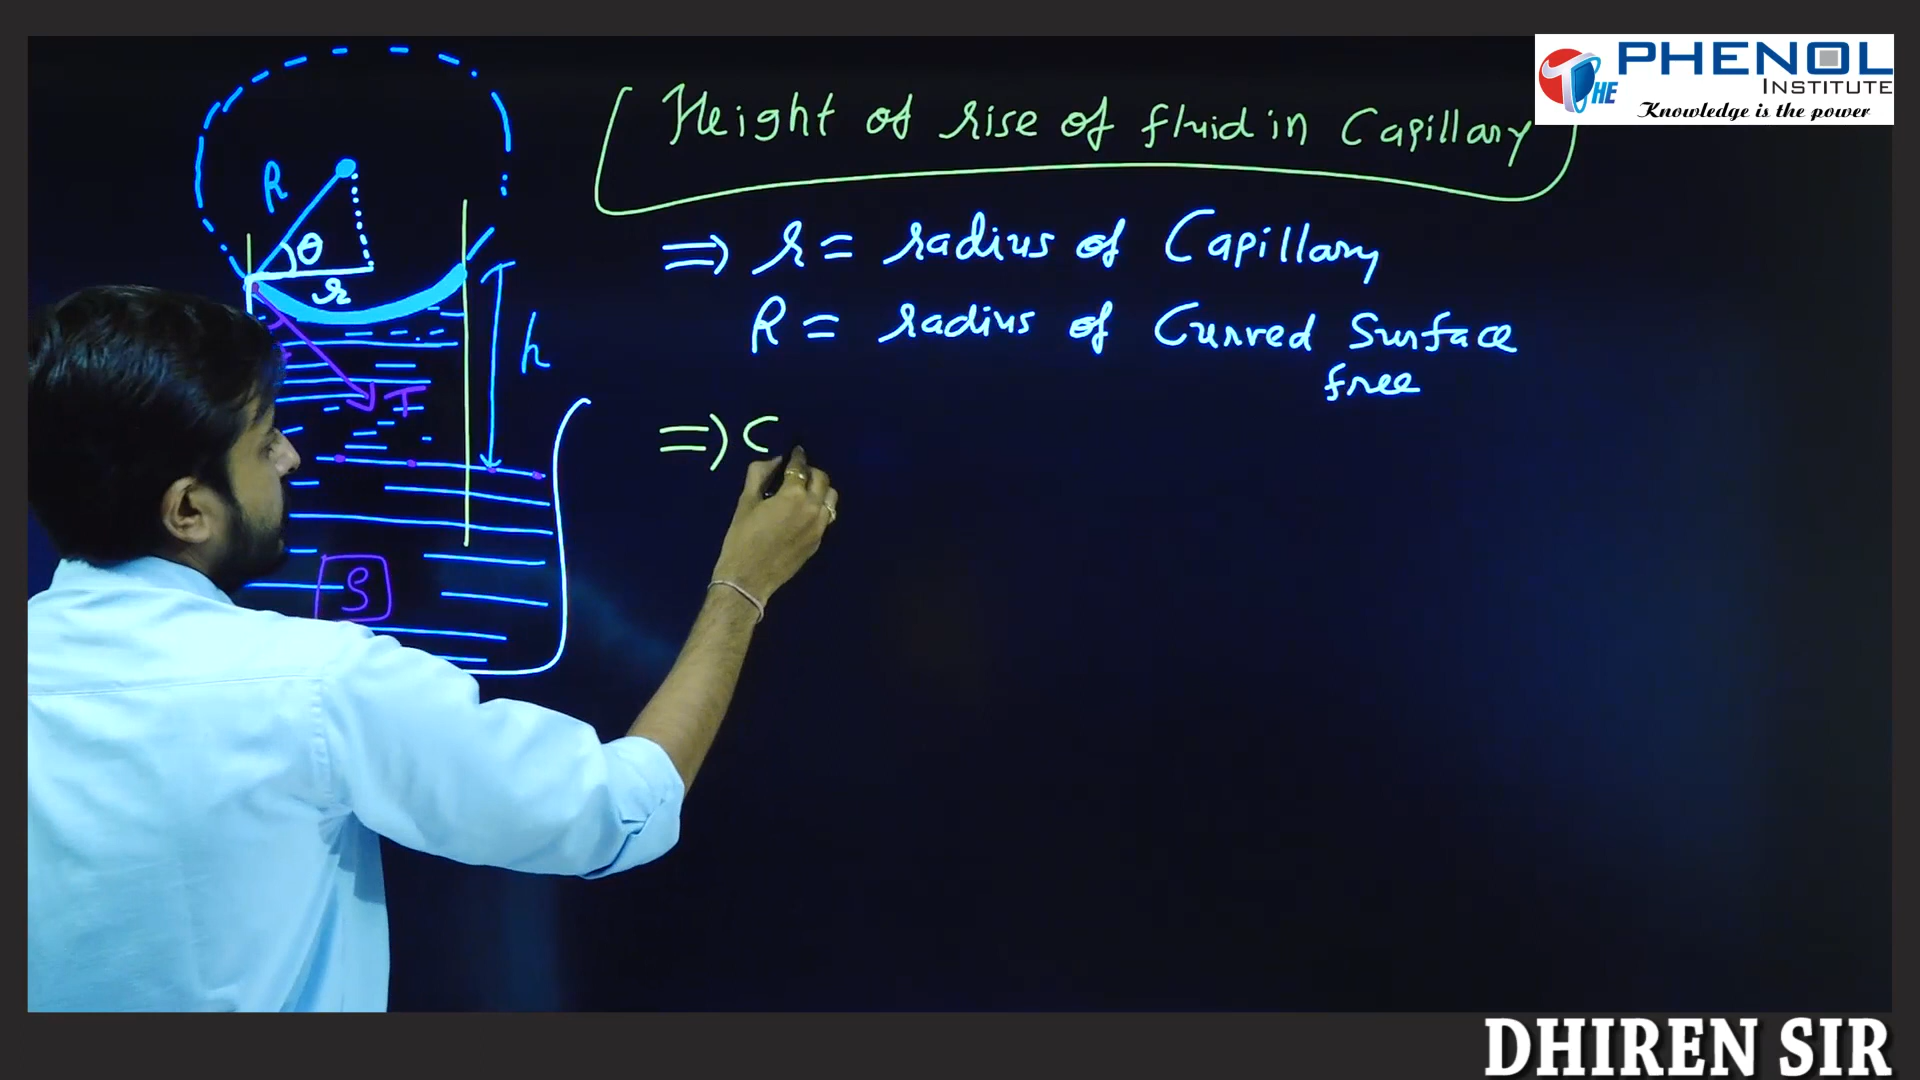 THE PHENOL
INSTITUTE
Knowledge is the power
Height of rise of fluid in Capillary
⇒ r = radius of Capillary
R = radius of Curved Surface
free
⇒ C
R
θ
r
h
T
ρ
DHIREN SIR